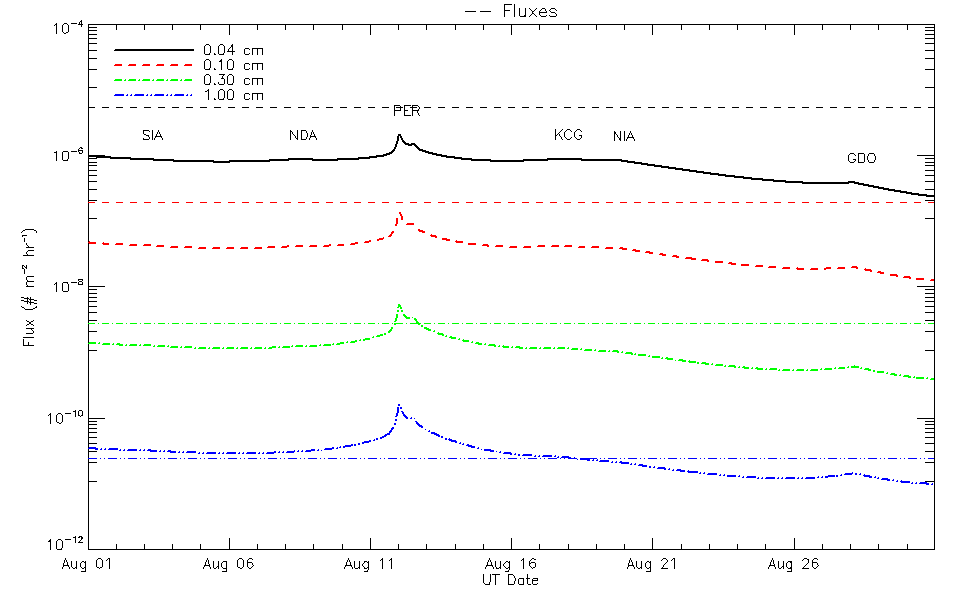 -- Fluxes
10⁻⁴
0.04 cm
0.10 cm
0.30 cm
1.00 cm
PER
SIA NDA KCG NIA
GDO
10⁻⁶
10⁻⁸
10⁻¹⁰
10⁻¹²
Flux (# m⁻² hr⁻¹)
Aug 01 Aug 06 Aug 11 Aug 16 Aug 21 Aug 26
UT Date